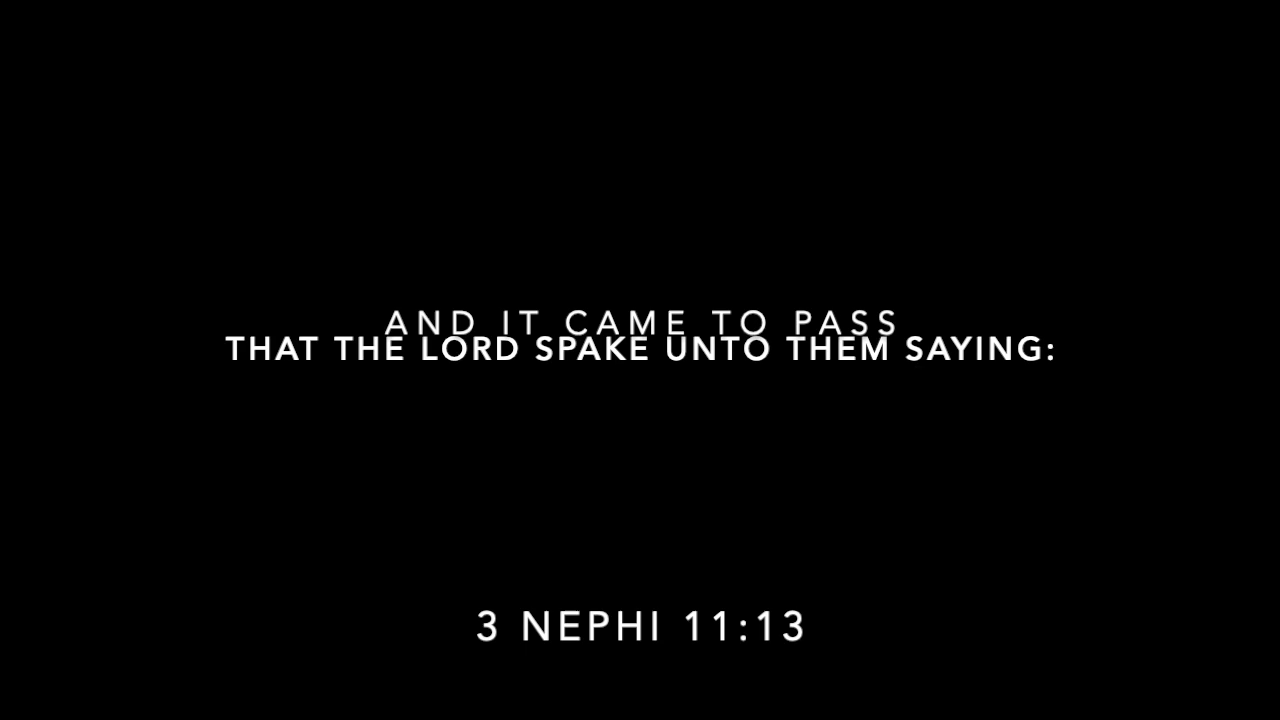 AND IT CAME TO PASS
THAT THE LORD SPAKE UNTO THEM SAYING:
3 NEPHI 11:13